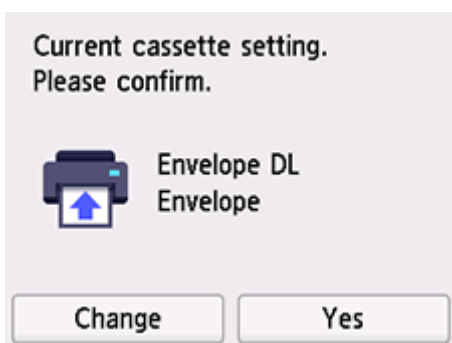 Current cassette setting.
Please confirm.
Envelope DL
Envelope
Change
Yes